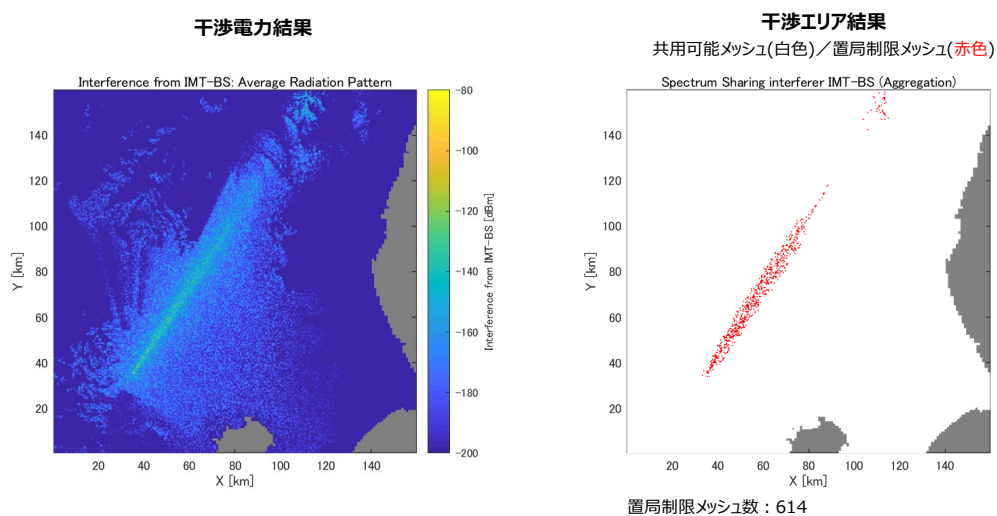 干渉電力結果
Interference from IMT-BS: Average Radiation Pattern
140
120
100
80
60
40
20
Y [km]
20 40 60 80 100 120 140
X [km]
-80
-100
-120
-140
-160
-180
-200
Interference from IMT-BS [dBm]
干渉エリア結果
共用可能メッシュ(白色)／置局制限メッシュ(赤色)
Spectrum Sharing interferer IMT-BS (Aggregation)
140
120
100
80
60
40
20
Y [km]
20 40 60 80 100 120 140
X [km]
置局制限メッシュ数：614